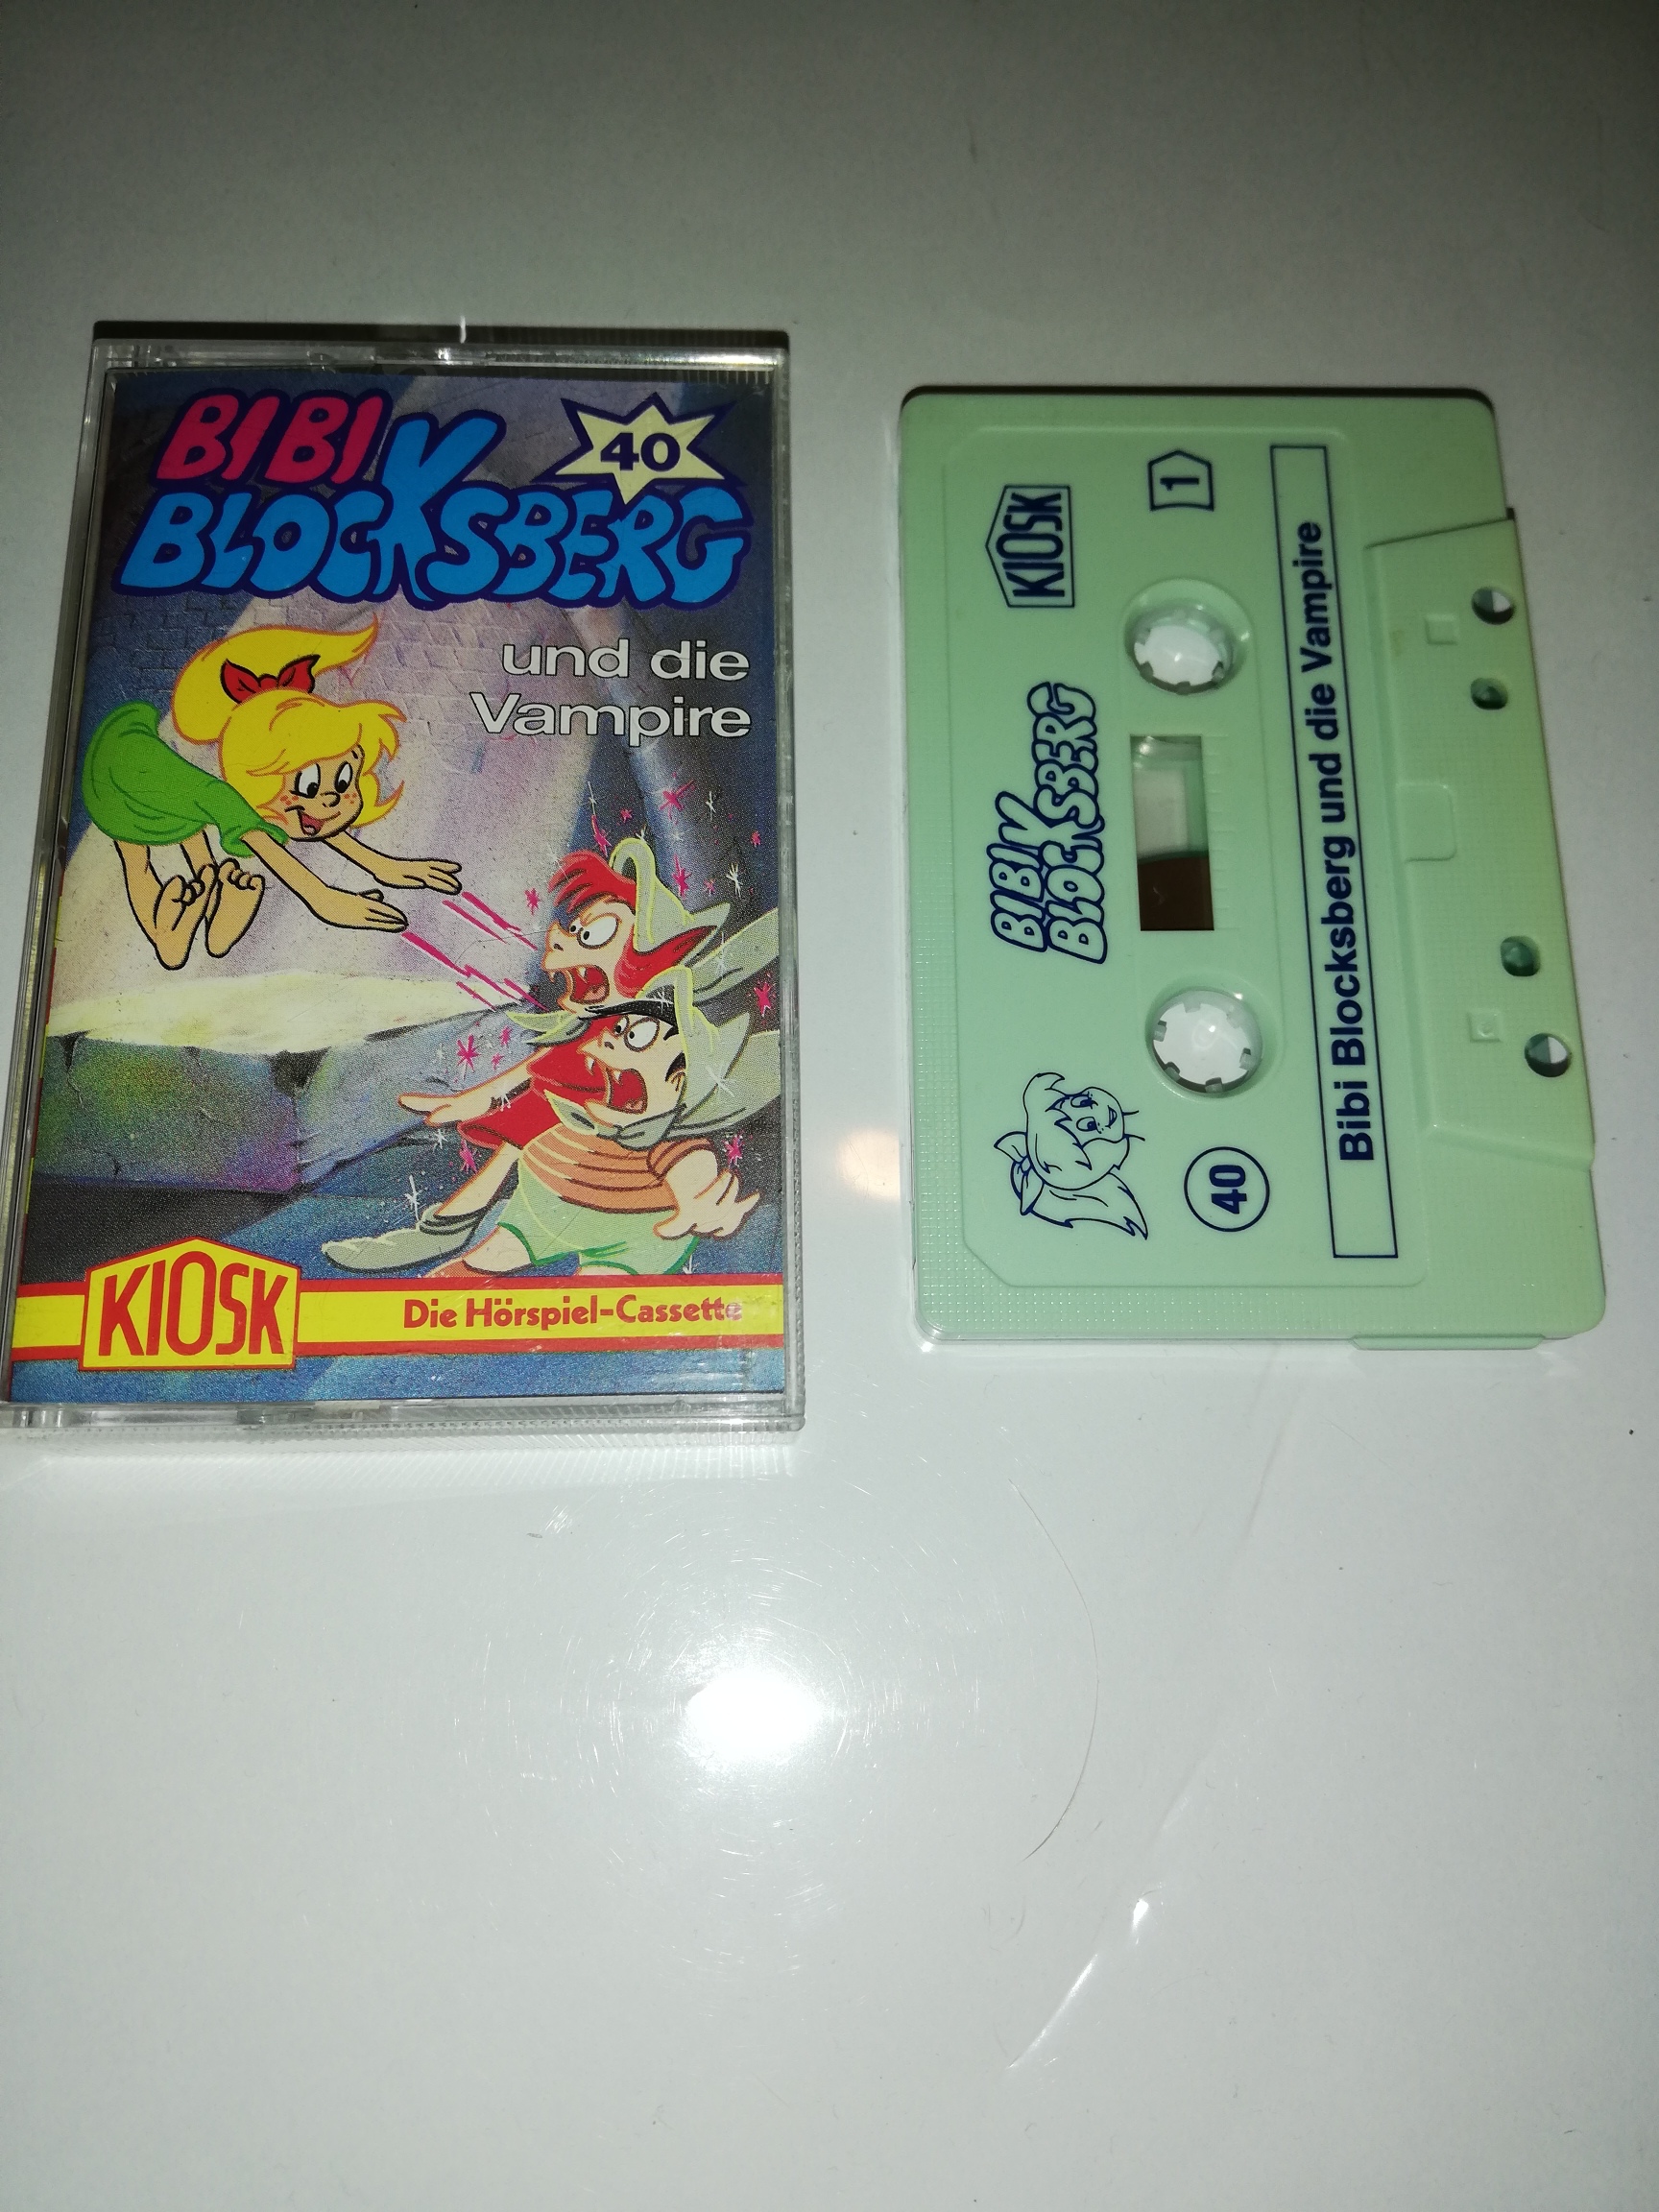 BIBI
BLOCKSBERG
40
und die
Vampire
KIOSK
Die Hörspiel-Cassette
KIOSK
BIBI
BLOCKSBERG
1
40
Bibi Blocksberg und die Vampire